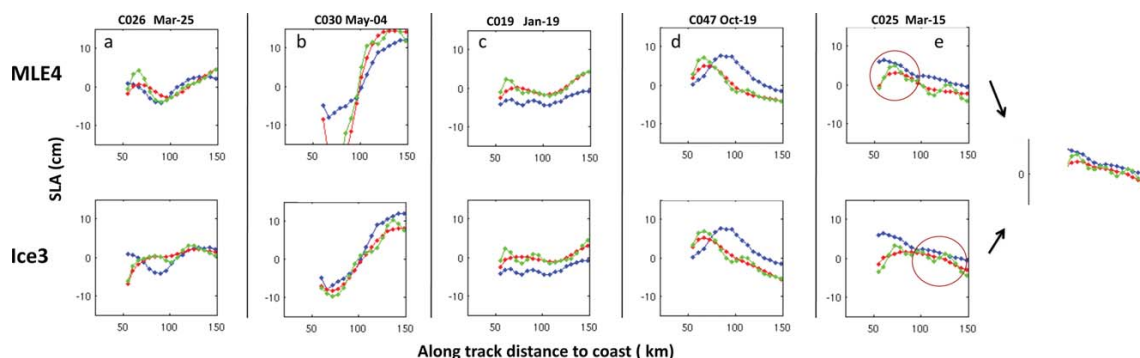 C026 Mar-25
C030 May-04
C019 Jan-19
C047 Oct-19
C025 Mar-15
a
b
c
d
e
MLE4
10
0
-10
50 100 150
10
0
-10
50 100 150
10
0
-10
50 100 150
10
0
-10
50 100 150
10
0
-10
50 100 150
SLA (cm)
0
Ice3
10
0
-10
50 100 150
10
0
-10
50 100 150
10
0
-10
50 100 150
10
0
-10
50 100 150
10
0
-10
50 100 150
Along track distance to coast ( km)